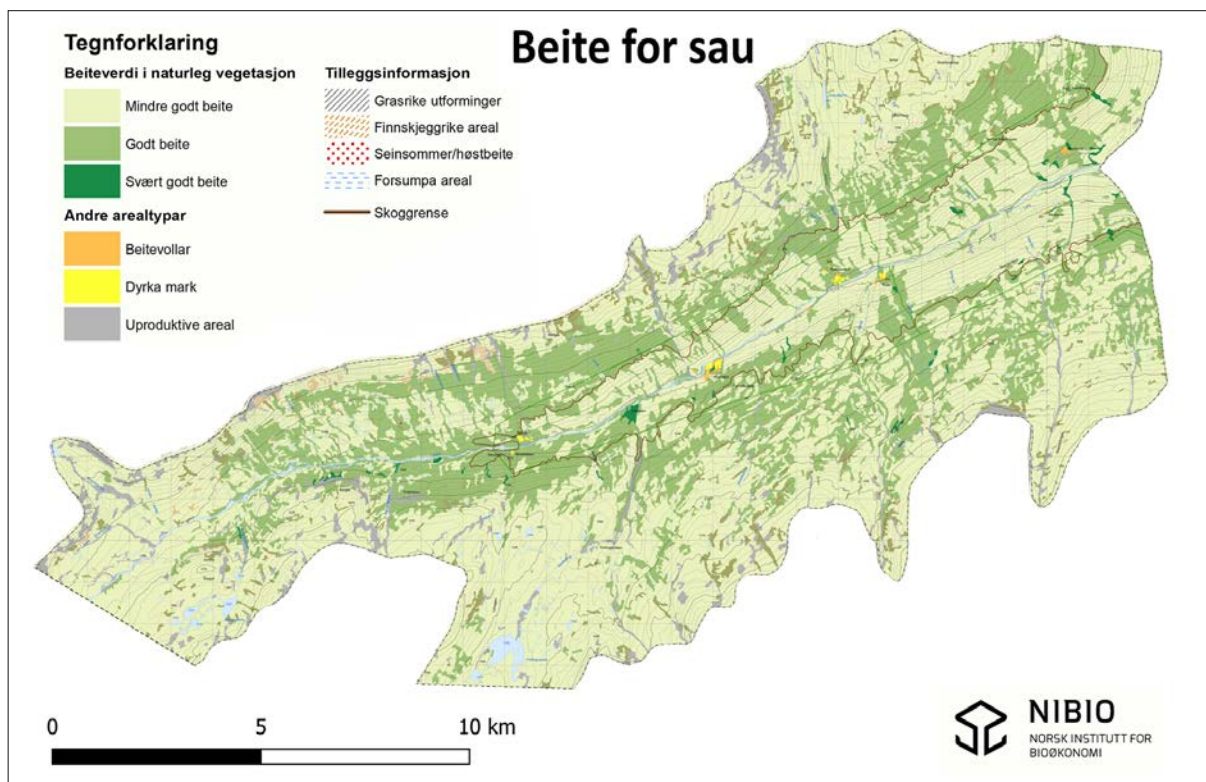 Beite for sau
Tegnforklaring
Beiteverdi i naturleg vegetasjon
Mindre godt beite
Godt beite
Svært godt beite
Andre arealtypar
Beitevollar
Dyrka mark
Uproduktive areal
Tilleggsinformasjon
Grasrike utforminger
Finnskjeggrike areal
Seinsommer/høstbeite
Forsumpa areal
Skoggrense
0 5 10 km
NIBIO
NORSK INSTITUTT FOR
BIOØKONOMI